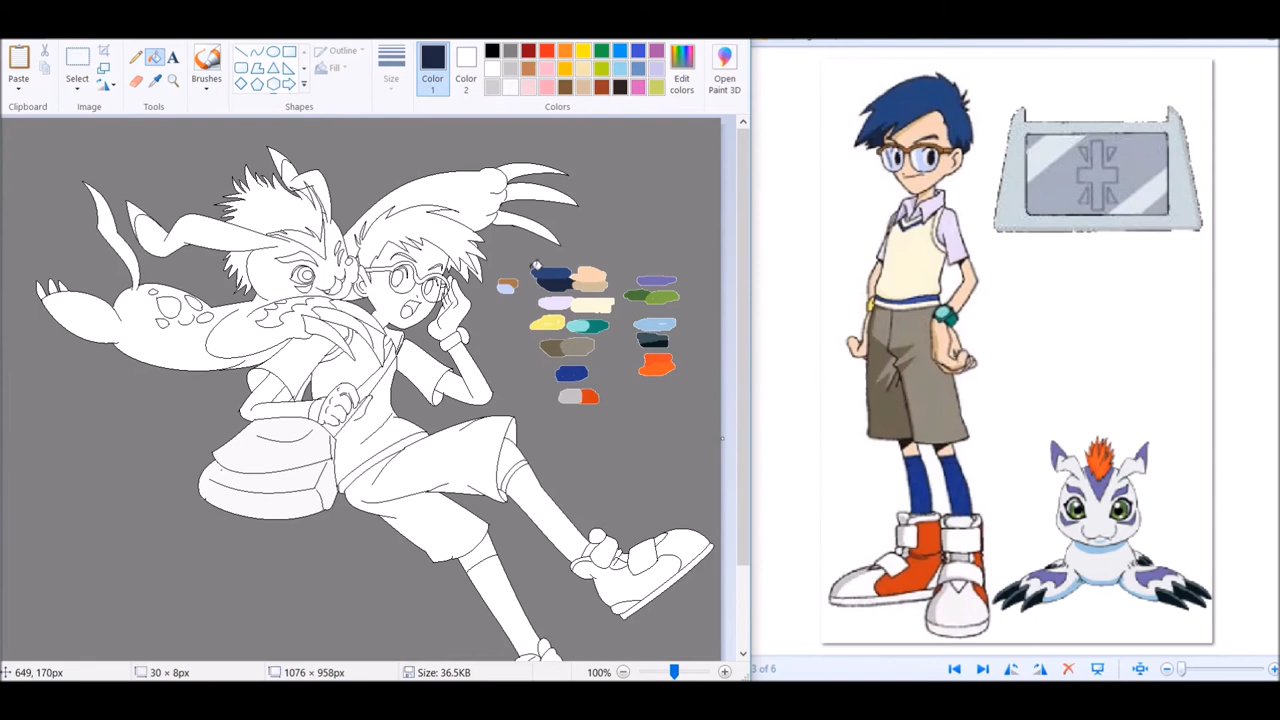 Paste
Select
Brushes
Size
Outline
Fill
Color
1
Color
2
Edit
colors
Open
Paint 3D
Clipboard
Image
Tools
Shapes
Colors
649, 170px
30 × 8px
1076 × 958px
Size: 36.5KB
100%
3 of 6